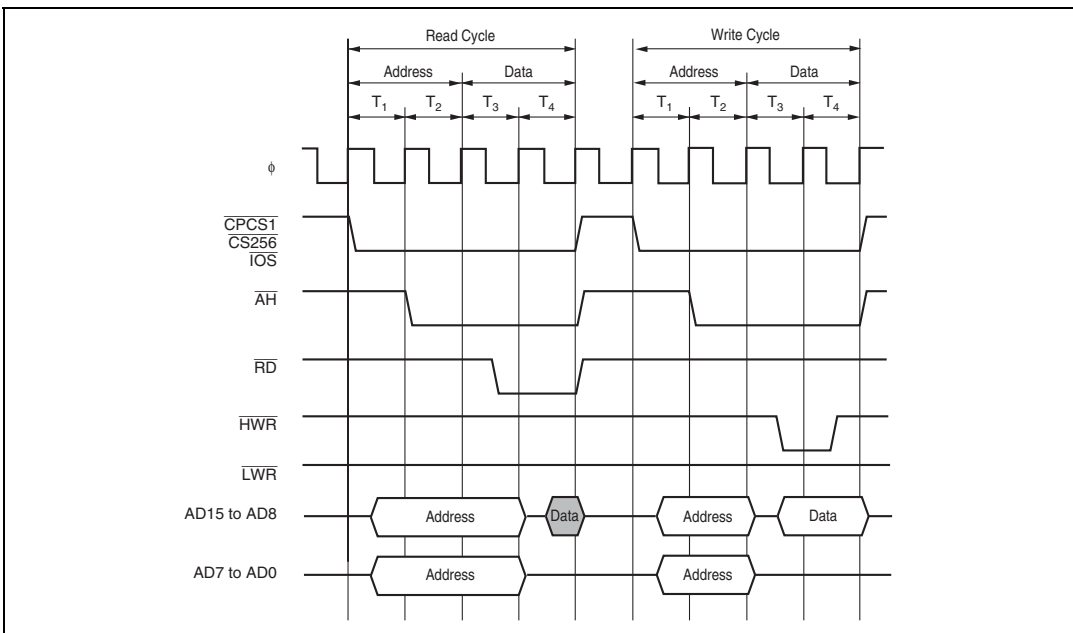 Read Cycle Write Cycle
Address Data Address Data
T1 T2 T3 T4 T1 T2 T3 T4
φ
CPCS1
CS256
IOS
AH
RD
HWR
LWR
AD15 to AD8 Address Data Address Data
AD7 to AD0 Address Address